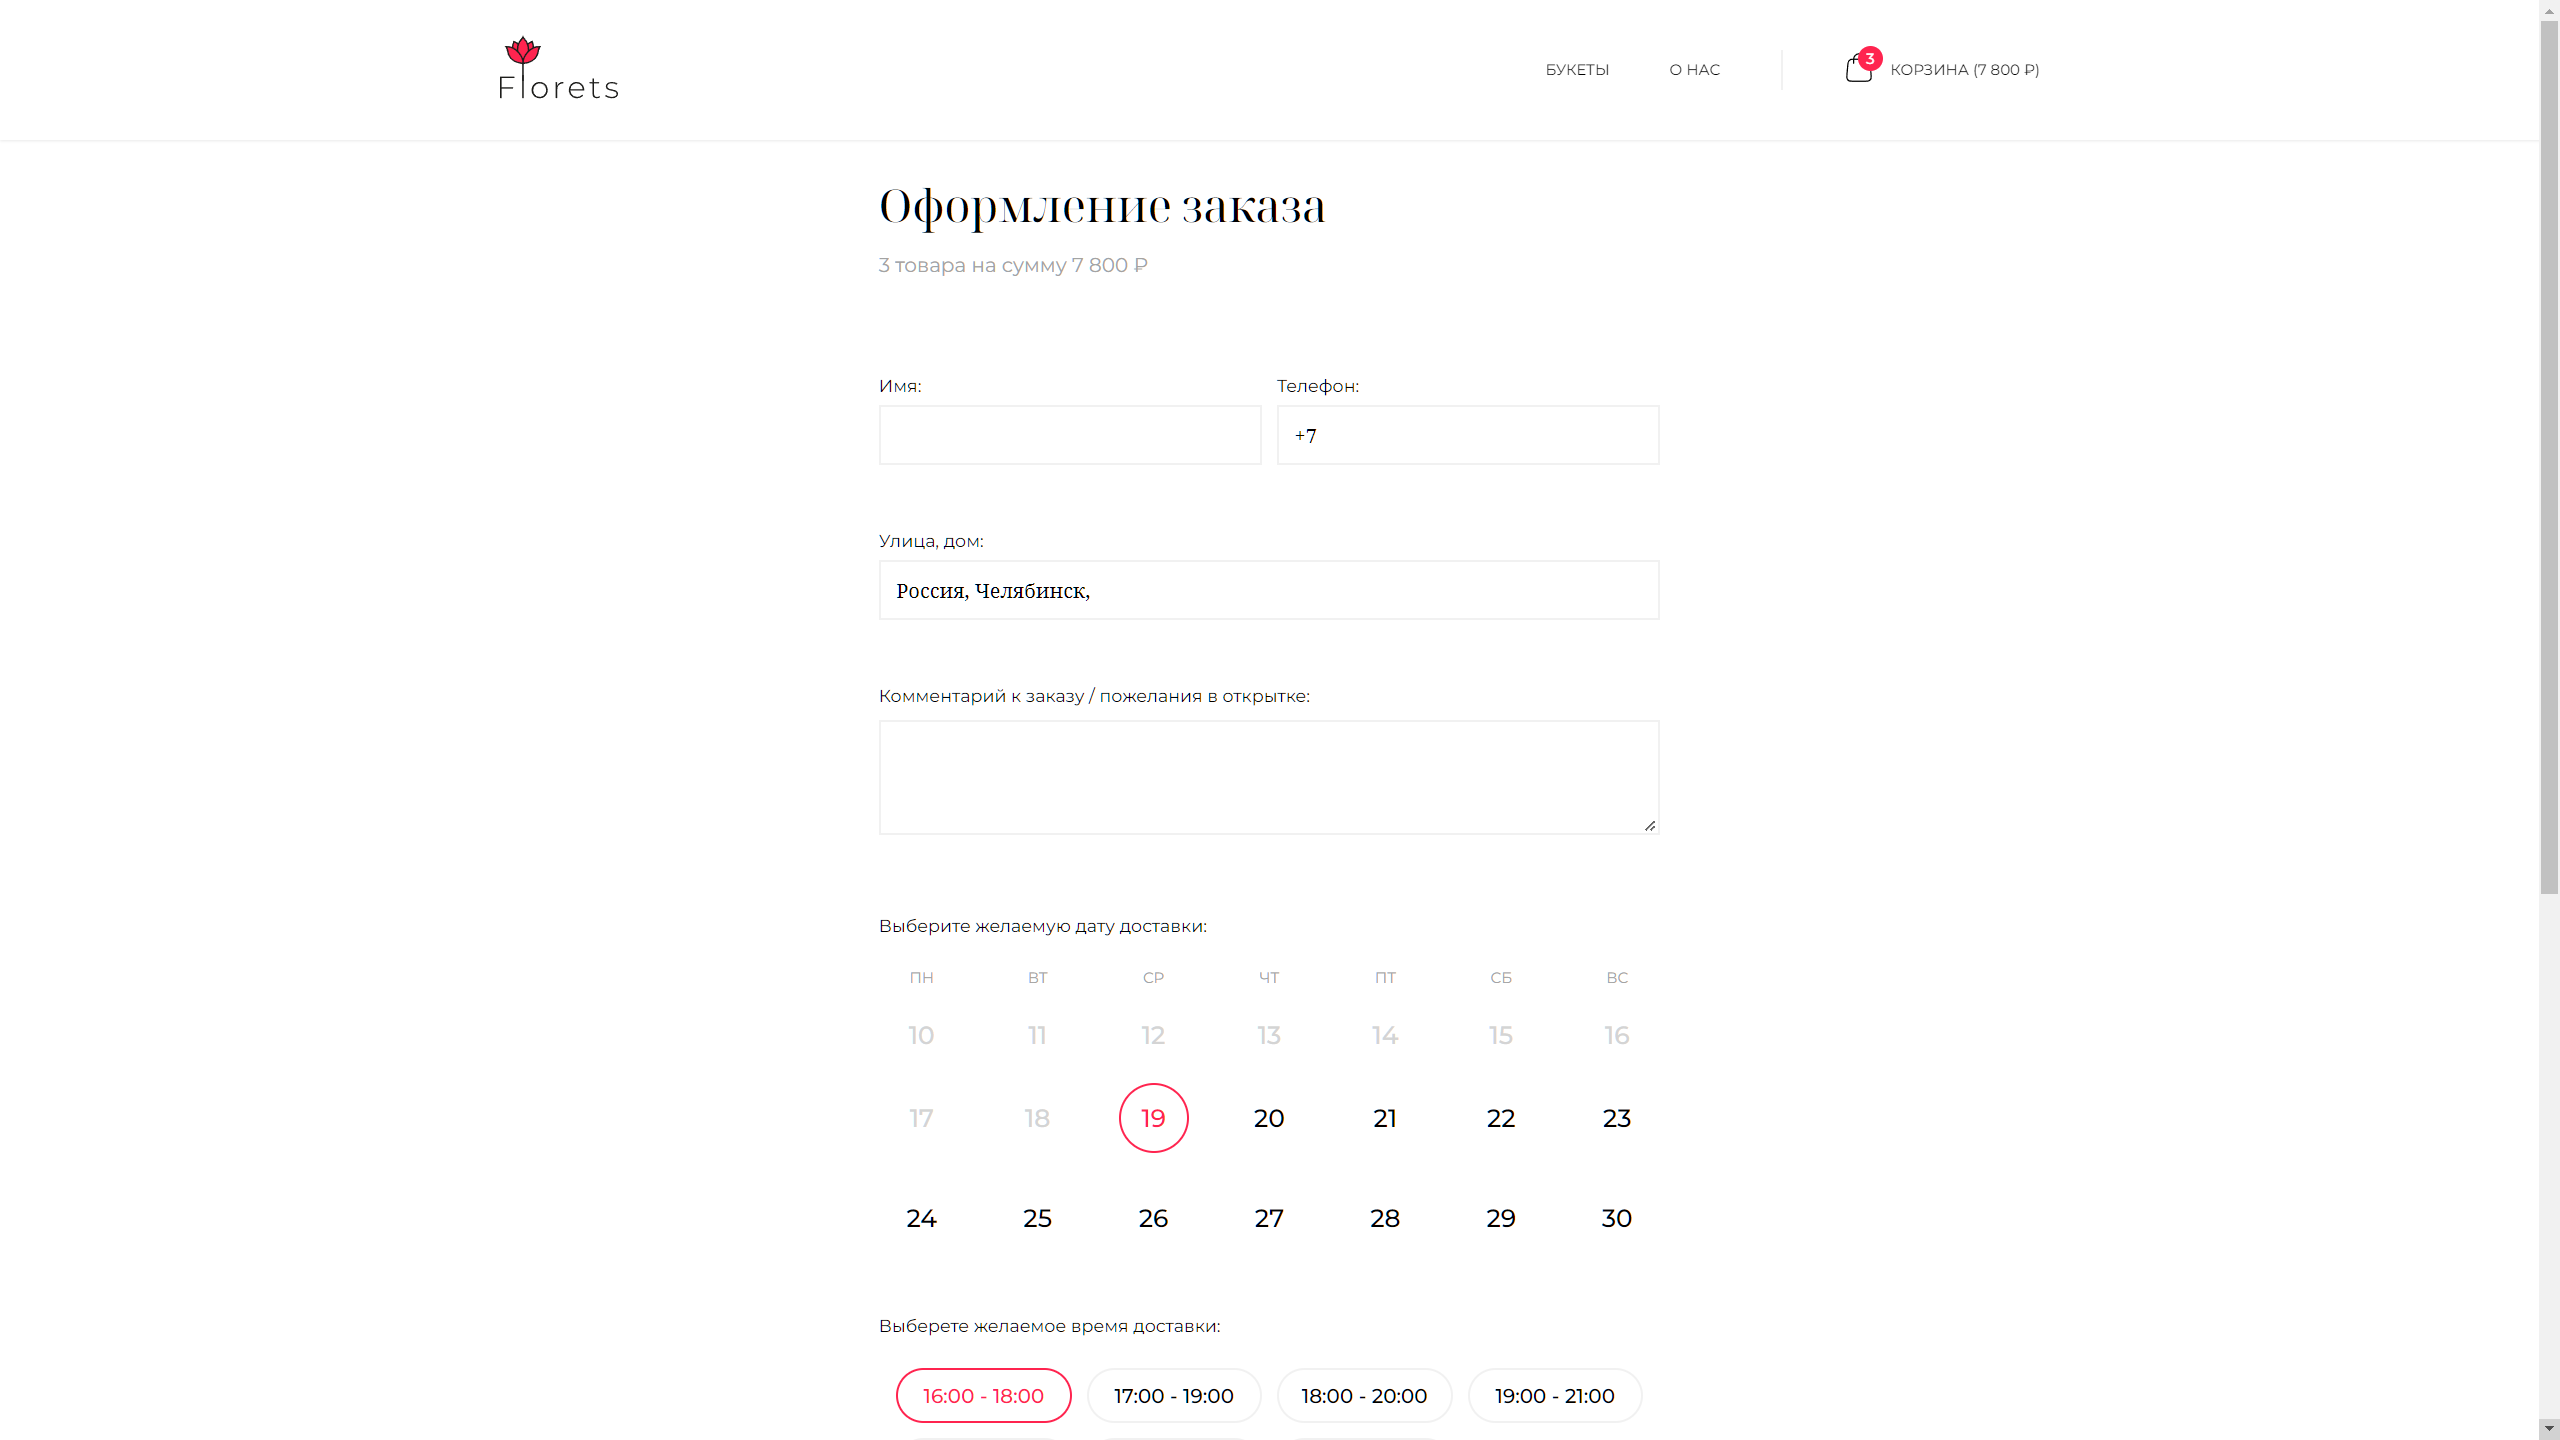 Florets
БУКЕТЫ О НАС 3 КОРЗИНА (7 800 ₽)
Оформление заказа
3 товара на сумму 7 800 ₽
Имя: Телефон:
+7
Улица, дом:
Россия, Челябинск,
Комментарий к заказу / пожелания в открытке:
Выберите желаемую дату доставки:
ПН ВТ СР ЧТ ПТ СБ ВС
10 11 12 13 14 15 16
17 18 19 20 21 22 23
24 25 26 27 28 29 30
Выберете желаемое время доставки:
16:00 - 18:00 17:00 - 19:00 18:00 - 20:00 19:00 - 21:00